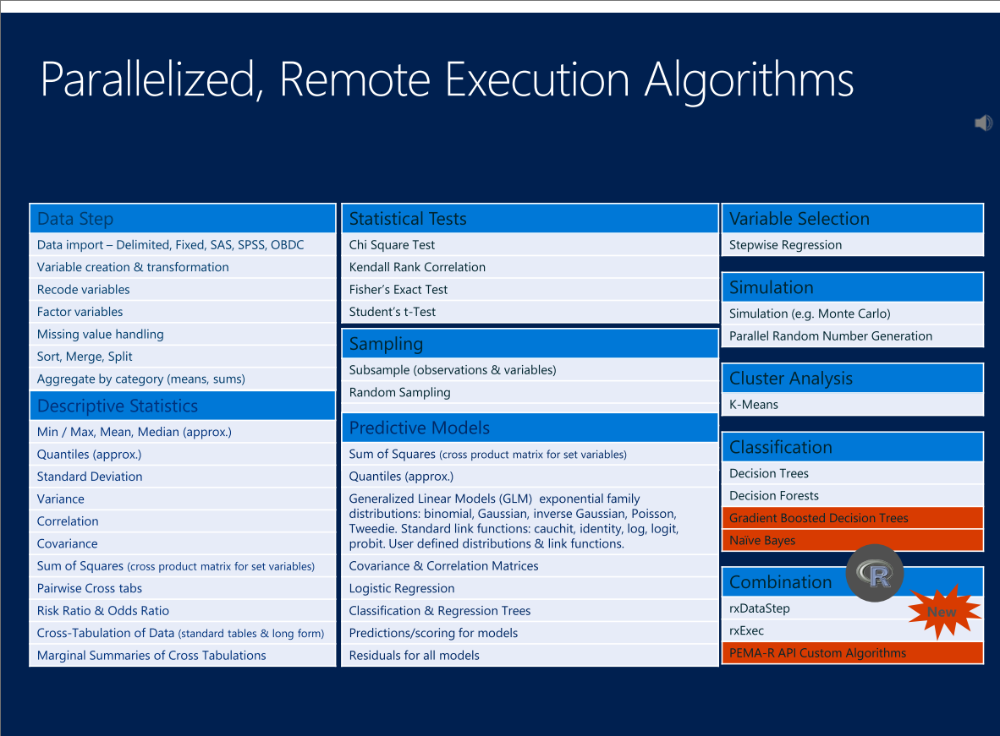 Parallelized, Remote Execution Algorithms
Data Step
Data import – Delimited, Fixed, SAS, SPSS, OBDC
Variable creation & transformation
Recode variables
Factor variables
Missing value handling
Sort, Merge, Split
Aggregate by category (means, sums)
Descriptive Statistics
Min / Max, Mean, Median (approx.)
Quantiles (approx.)
Standard Deviation
Variance
Correlation
Covariance
Sum of Squares (cross product matrix for set variables)
Pairwise Cross tabs
Risk Ratio & Odds Ratio
Cross-Tabulation of Data (standard tables & long form)
Marginal Summaries of Cross Tabulations
Statistical Tests
Chi Square Test
Kendall Rank Correlation
Fisher’s Exact Test
Student’s t-Test
Sampling
Subsample (observations & variables)
Random Sampling
Predictive Models
Sum of Squares (cross product matrix for set variables)
Quantiles (approx.)
Generalized Linear Models (GLM)  exponential family
distributions: binomial, Gaussian, inverse Gaussian, Poisson,
Tweedie. Standard link functions: cauchit, identity, log, logit,
probit. User defined distributions & link functions.
Covariance & Correlation Matrices
Logistic Regression
Classification & Regression Trees
Predictions/scoring for models
Residuals for all models
Variable Selection
Stepwise Regression
Simulation
Simulation (e.g. Monte Carlo)
Parallel Random Number Generation
Cluster Analysis
K-Means
Classification
Decision Trees
Decision Forests
Gradient Boosted Decision Trees
Naïve Bayes
Combination
R
rxDataStep
New
rxExec
PEMA-R API Custom Algorithms